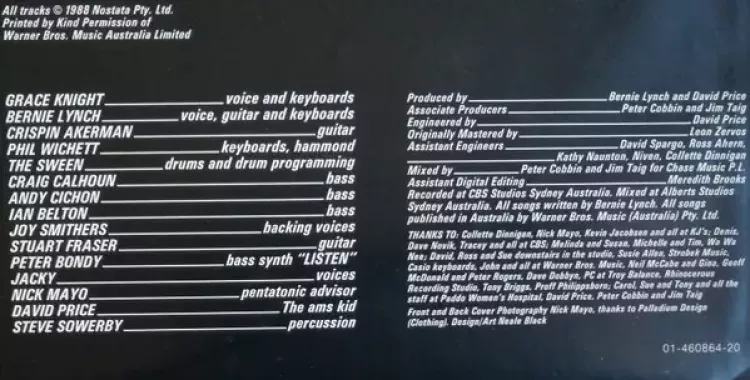 All tracks © 1988 Nostata Pty. Ltd.
Printed by Kind Permission of
Warner Bros. Music Australia Limited
GRACE KNIGHT voice and keyboards
BERNIE LYNCH voice, guitar and keyboards
CRISPIN AKERMAN guitar
PHIL WICHETT keyboards, hammond
THE SWEEN drums and drum programming
CRAIG CALHOUN bass
ANDY CICHON bass
IAN BELTON bass
JOY SMITHERS backing voices
STUART FRASER guitar
PETER BONDY bass synth "LISTEN"
JACKY voices
NICK MAYO pentatonic advisor
DAVID PRICE The ams kid
STEVE SOWERBY percussion
Produced by Bernie Lynch and David Price
Associate Producers Peter Cobbin and Jim Taig
Engineered by David Price
Originally Mastered by Leon Zervos
Assistant Engineers David Spargo, Ross Ahern,
Kathy Naunton, Niven, Collette Dinnigan
Mixed by Peter Cobbin and Jim Taig for Chase Music P.L.
Assistant Digital Editing Meredith Brooks
Recorded at CBS Studios Sydney Australia. Mixed at Alberts Studios
Sydney Australia. All songs written by Bernie Lynch. All songs
published in Australia by Warner Bros. Music (Australia) Pty. Ltd.
THANKS TO: Collette Dinnigan, Nick Mayo, Kevin Jacobsen and all at KJ's; Denis,
Dave Novik, Tracey and all at CBS; Melinda and Susan, Michelle and Tim, Wa Wa
Nee; David, Ross and Sue downstairs in the studio, Susie Allen, Strobek Music,
Casio keyboards, John and all at Warner Bros. Music, Neil McCabe and Gina, Geoff
McDonald and Peter Rogers, Dave Dobbyn, PC at Troy Balance, Rhinocerous
Recording Studio, Tony Briggs, Proff Philippsborn; Carol, Sue and Tony and all the
staff at Paddo Women's Hospital, David Price, Peter Cobbin and Jim Taig
Front and Back Cover Photography Nick Mayo, thanks to Palladium Design
(Clothing). Design/Art Neale Black
01-460864-20